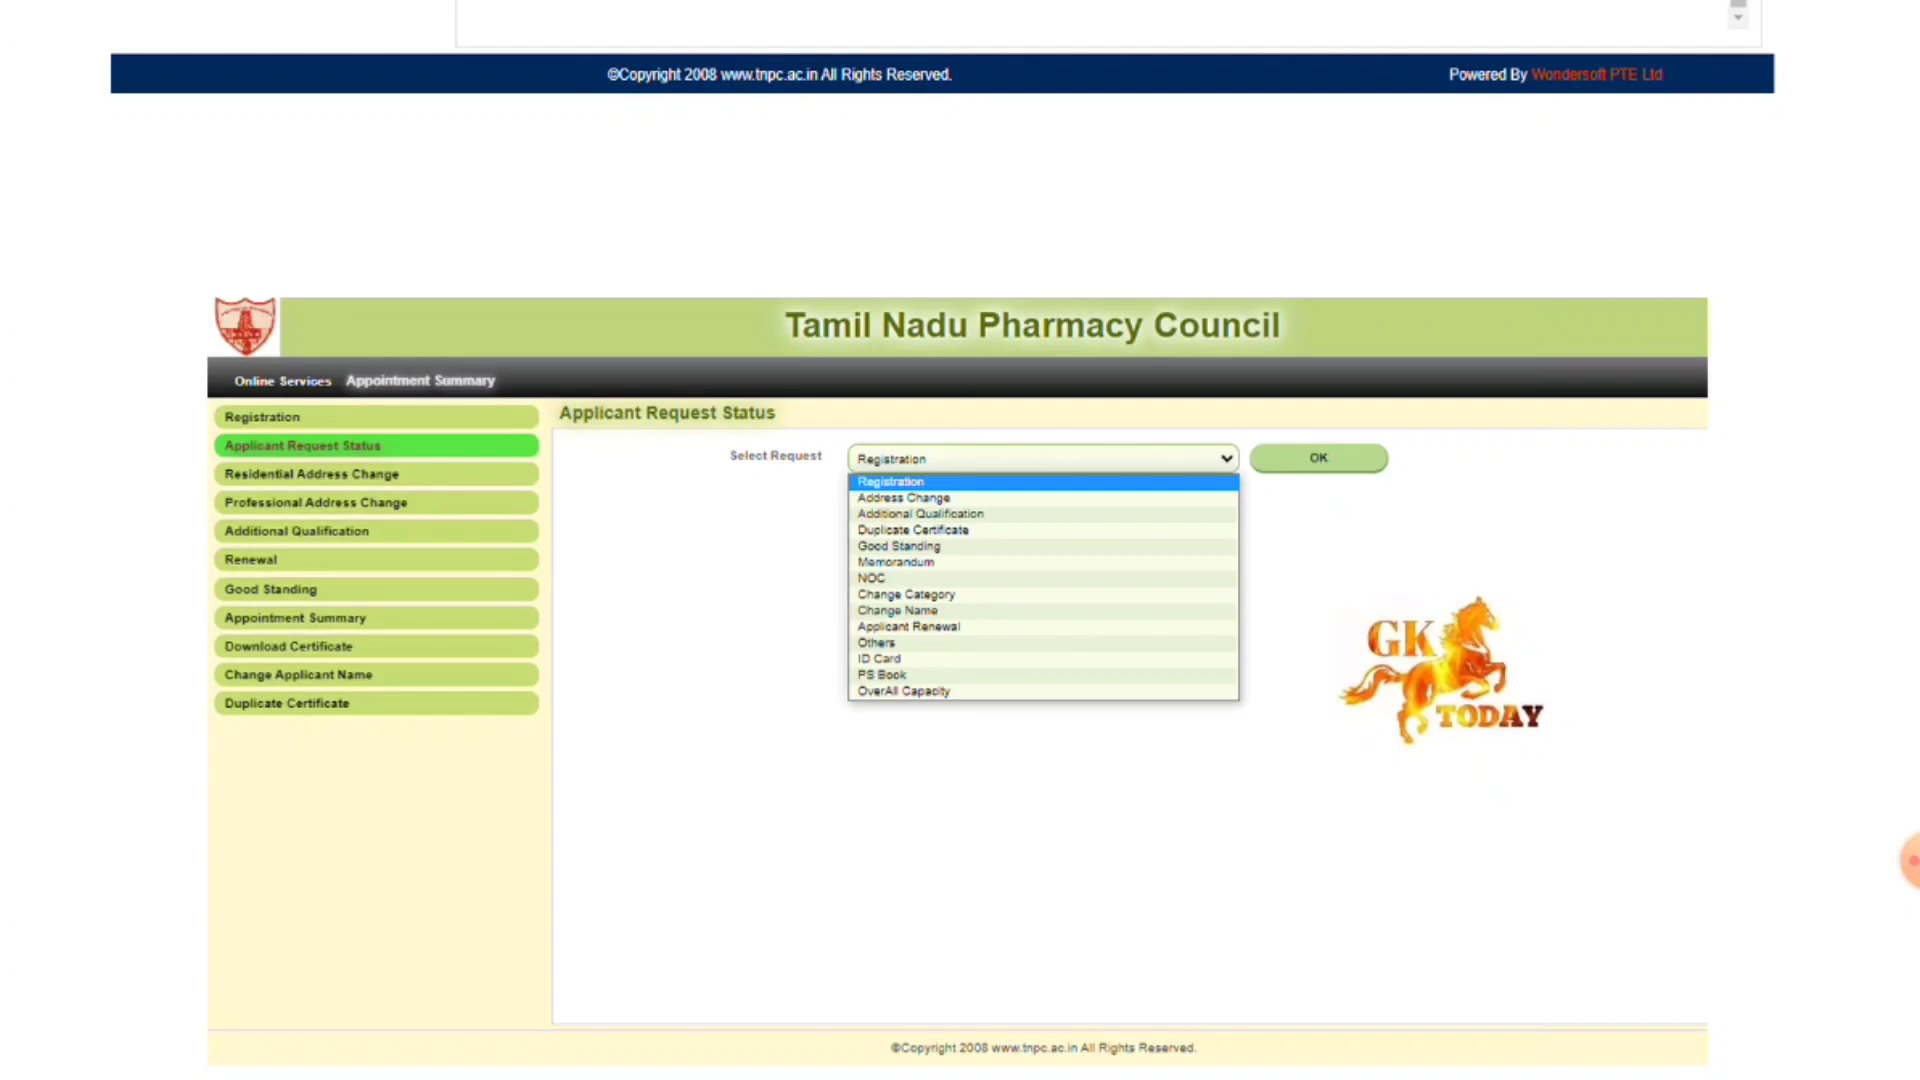 ©Copyright 2008 www.tnpc.ac.in All Rights Reserved.
Powered By Wondersoft PTE Ltd
Tamil Nadu Pharmacy Council
Online Services Appointment Summary
Registration
Applicant Request Status
Residential Address Change
Professional Address Change
Additional Qualification
Renewal
Good Standing
Appointment Summary
Download Certificate
Change Applicant Name
Duplicate Certificate
Applicant Request Status
Select Request
Registration
OK
Registration
Address Change
Additional Qualification
Duplicate Certificate
Good Standing
Memorandum
NOC
Change Category
Change Name
Applicant Renewal
Others
ID Card
PS Book
OverAll Capacity
GK
TODAY
©Copyright 2008 www.tnpc.ac.in All Rights Reserved.